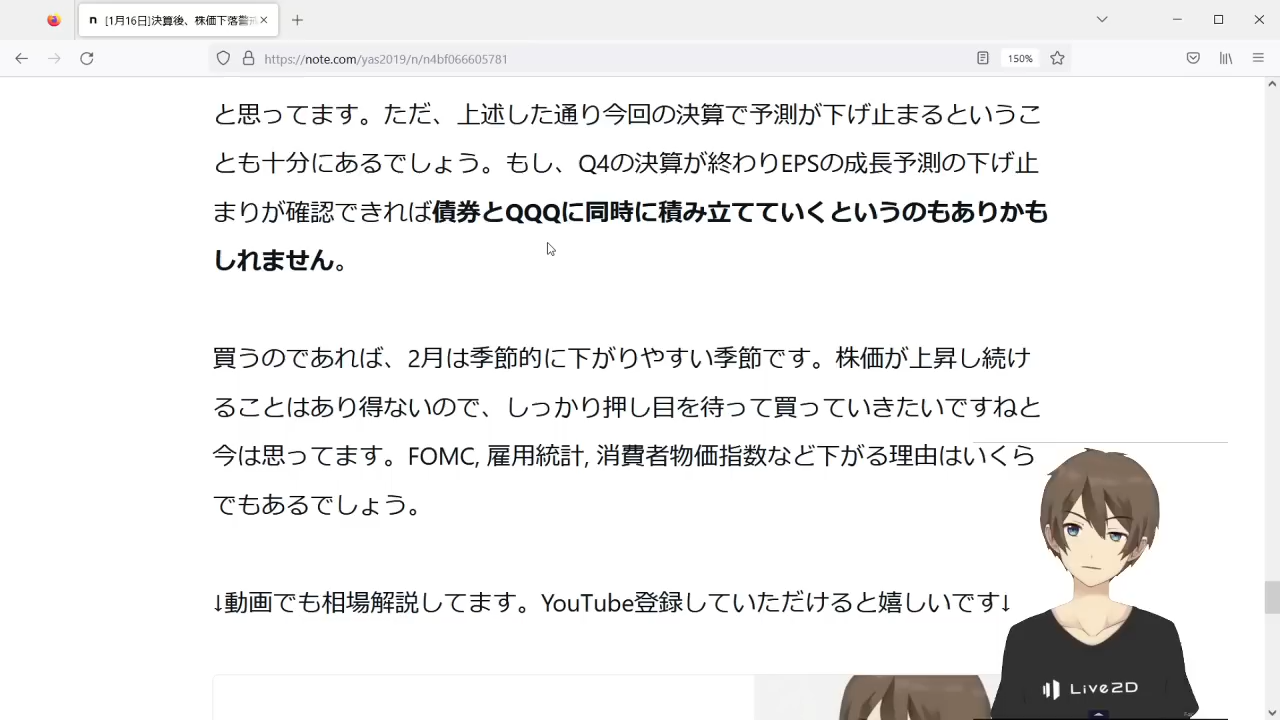 n [1月16日]決算後、株価下落警
https://note.com/yas2019/n/n4bf066605781
150%
と思ってます。ただ、上述した通り今回の決算で予測が下げ止まるというこ
とも十分にあるでしょう。もし、Q4の決算が終わりEPSの成長予測の下げ止
まりが確認できれば債券とQQQに同時に積み立てていくというのもありかも
しれません。
買うのであれば、2月は季節的に下がりやすい季節です。株価が上昇し続け
ることはあり得ないので、しっかり押し目を待って買っていきたいですねと
今は思ってます。FOMC, 雇用統計, 消費者物価指数など下がる理由はいくら
でもあるでしょう。
↓動画でも相場解説してます。YouTube登録していただけると嬉しいです↓
Live2D